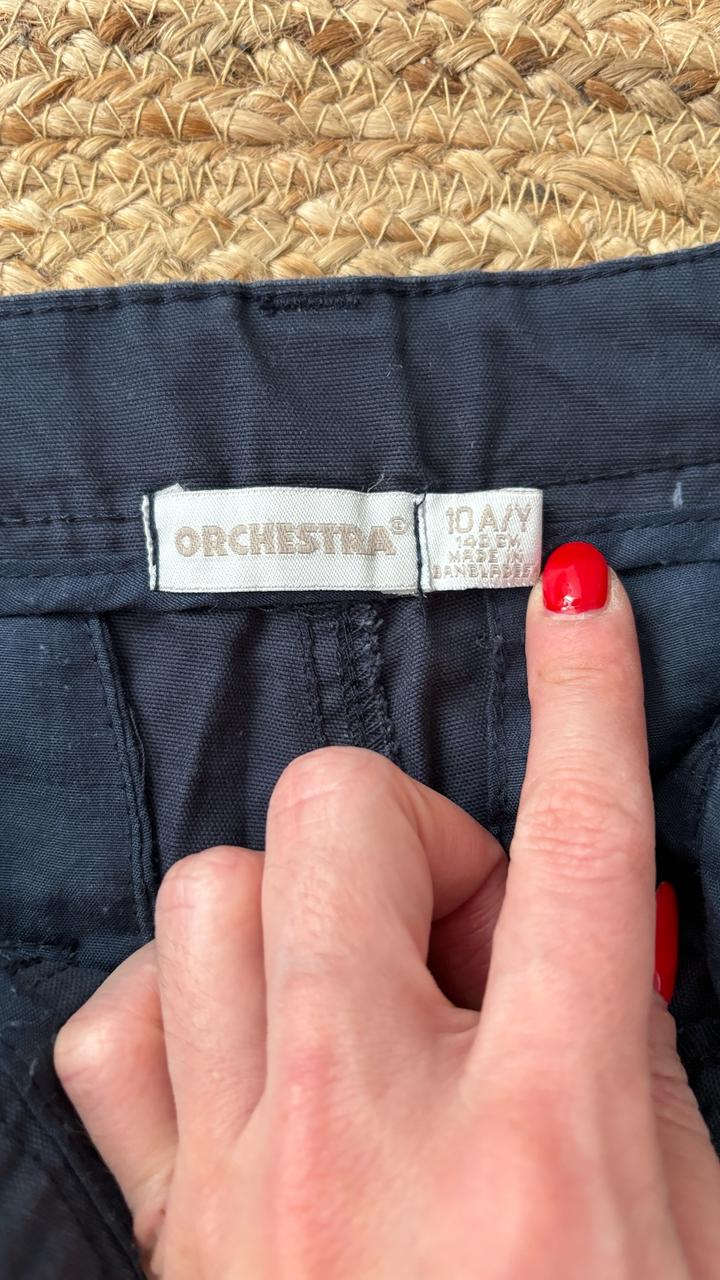 ORCHESTRA®
10 A/Y
140 CM
MADE IN
BANGLADESH